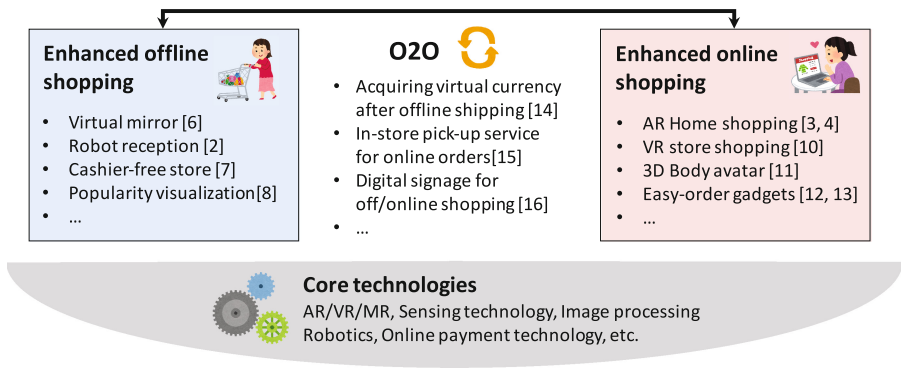 Enhanced offline
shopping
• Virtual mirror [6]
• Robot reception [2]
• Cashier-free store [7]
• Popularity visualization[8]
• ...
O2O
• Acquiring virtual currency
after offline shipping [14]
• In-store pick-up service
for online orders[15]
• Digital signage for
off/online shopping [16]
• ...
Enhanced online
shopping
• AR Home shopping [3, 4]
• VR store shopping [10]
• 3D Body avatar [11]
• Easy-order gadgets [12, 13]
• ...
Core technologies
AR/VR/MR, Sensing technology, Image processing
Robotics, Online payment technology, etc.